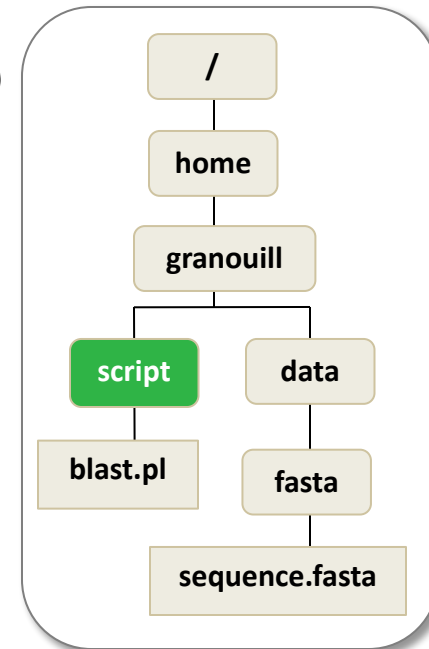 /
home
granouill
script
data
blast.pl
fasta
sequence.fasta